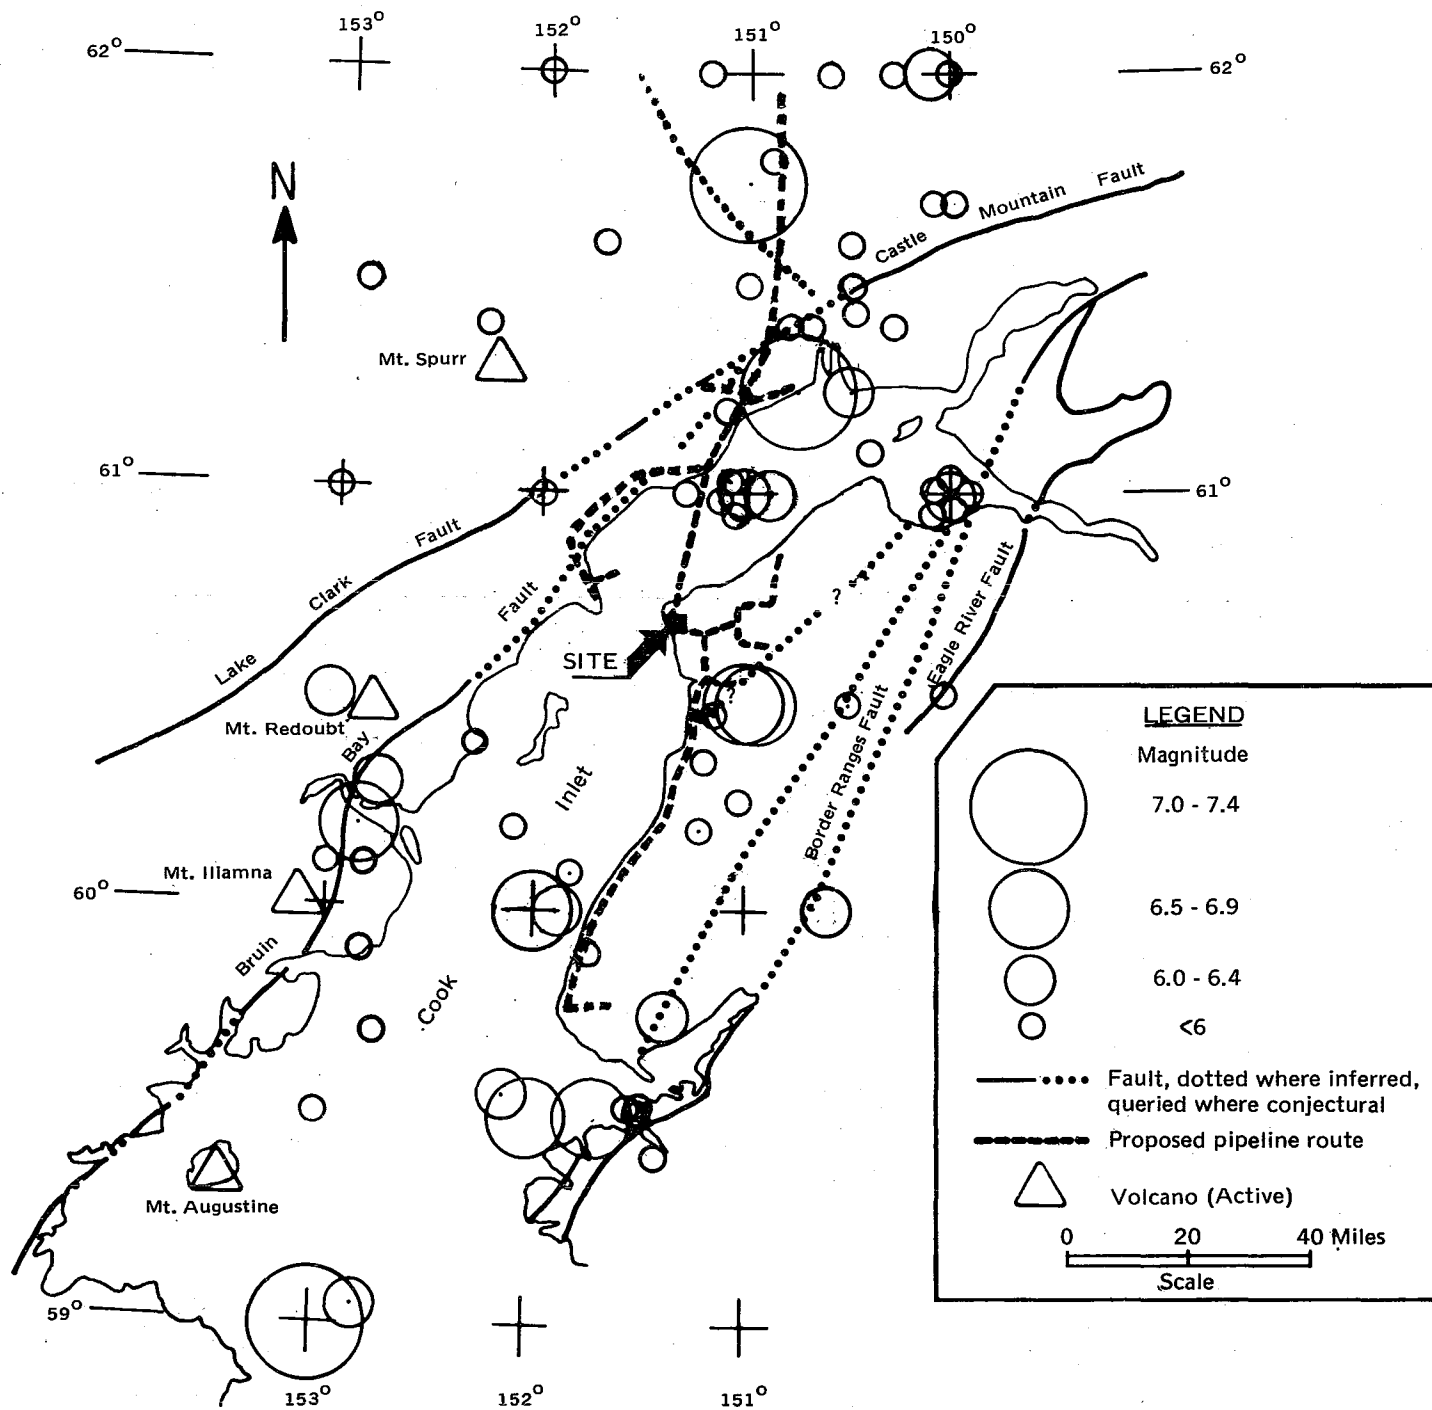 153° 152° 151° 150°
62° 62°
N
Castle Mountain Fault
Mt. Spurr
61° 61°
Lake Clark Fault
Fault
?
SITE
Eagle River Fault
Mt. Redoubt
Bay
Inlet
Border Ranges Fault
?
Mt. Iliamna
60°
Bruin
Cook
Mt. Augustine
59°
153° 152° 151°
LEGEND
Magnitude
7.0 - 7.4
6.5 - 6.9
6.0 - 6.4
<6
Fault, dotted where inferred,
queried where conjectural
Proposed pipeline route
Volcano (Active)
0 20 40 Miles
Scale